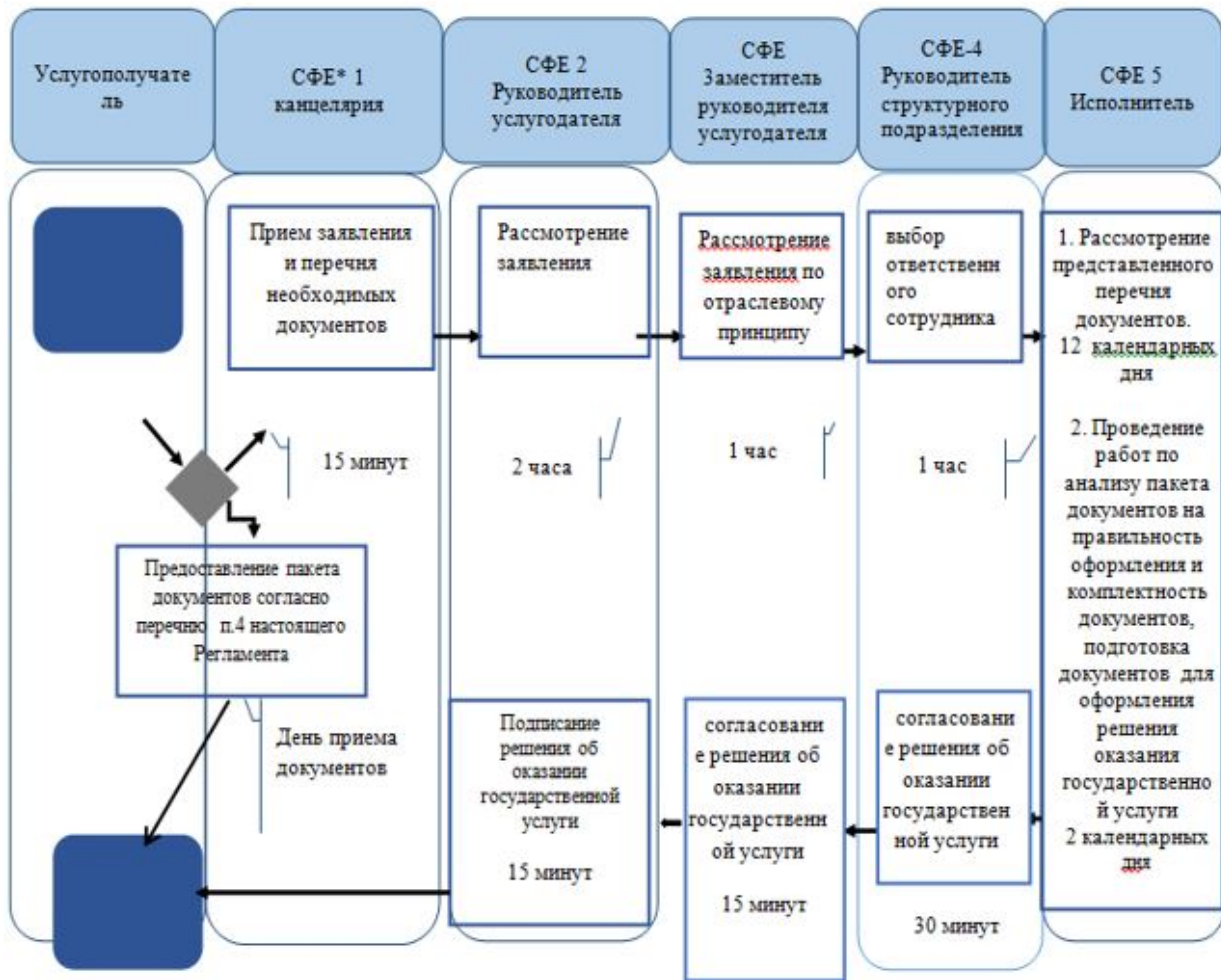 Услугополучате
ль
СФЕ* 1
канцелярия
СФЕ 2
Руководитель
услугодателя
СФЕ
Заместитель
руководителя
услугодателя
СФЕ-4
Руководитель
структурного
подразделения
СФЕ 5
Исполнитель
Прием заявления
и перечня
необходимых
документов
Рассмотрение
заявления
Рассмотрение
заявления по
отраслевому
принципу
выбор
ответственн
ого
сотрудника
1. Рассмотрение
представленного
перечня
документов.
12 календарных
дня
15 минут
2 часа
1 час
1 час
2. Проведение
работ по
анализу пакета
документов на
правильность
оформления и
комплектность
документов,
подготовка
документов для
оформления
решения
оказания
государственно
й услуги
2 календарных
дня
Предоставление пакета
документов согласно
перечню п.4 настоящего
Регламента
День приема
документов
Подписание
решения об
оказании
государственной
услуги
15 минут
согласовани
е решения об
оказании
государственн
ой услуги
15 минут
согласовани
е решения об
оказании
государствен
ной услуги
30 минут